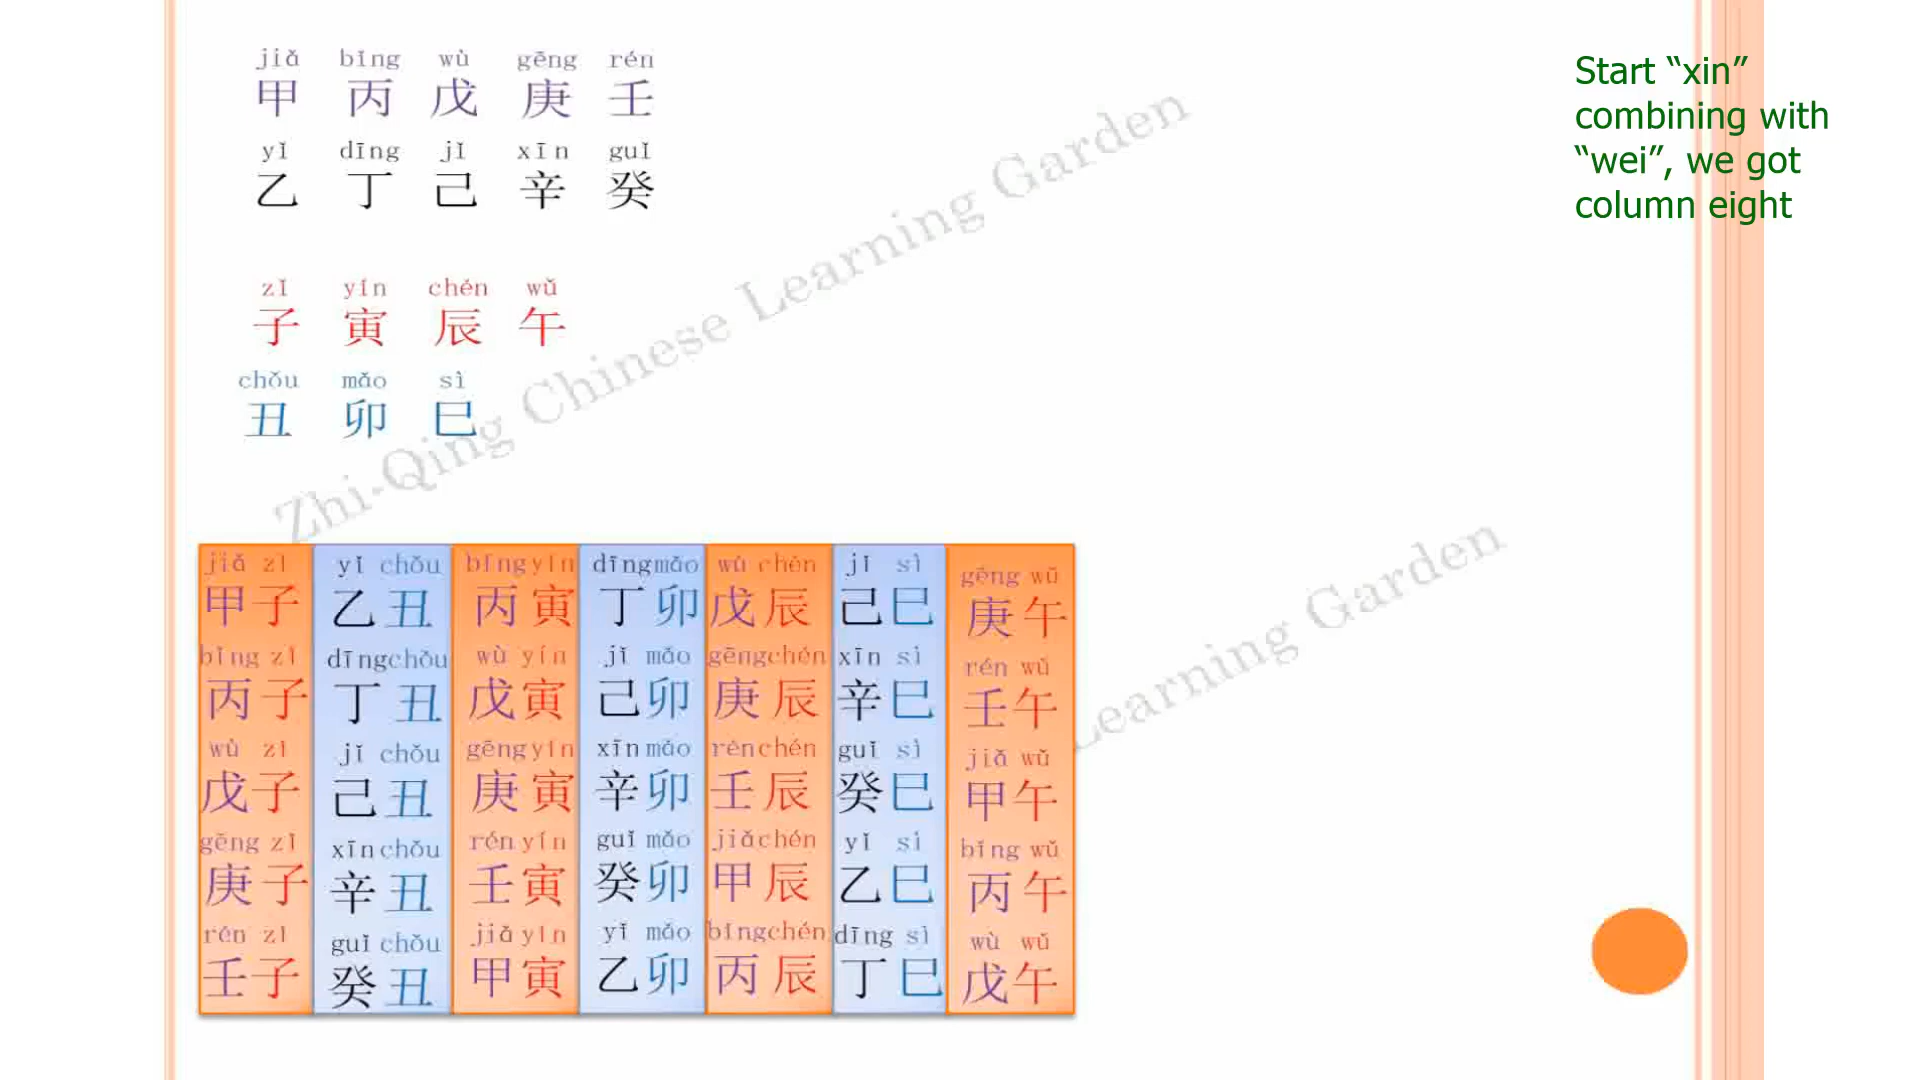 jiǎ bǐng wù gēng rén
甲 丙 戊 庚 壬
yǐ dīng jǐ xīn guǐ
乙 丁 己 辛 癸
zǐ yín chén wǔ
子 寅 辰 午
chǒu mǎo sì
丑 卯 巳
Start “xin”
combining with
“wei”, we got
column eight
Zhi-Qing Chinese Learning Garden
Learning Garden
jiǎ zǐ yǐ chǒu bǐng yín dīng mǎo wù chén jǐ sì gēng wǔ
甲子 乙丑 丙寅 丁卯 戊辰 己巳 庚午
bǐng zǐ dīng chǒu wù yín jǐ mǎo gēng chén xīn sì rén wǔ
丙子 丁丑 戊寅 己卯 庚辰 辛巳 壬午
wù zǐ jǐ chǒu gēng yín xīn mǎo rén chén guǐ sì jiǎ wǔ
戊子 己丑 庚寅 辛卯 壬辰 癸巳 甲午
gēng zǐ xīn chǒu rén yín guǐ mǎo jiǎ chén yǐ sì bǐng wǔ
庚子 辛丑 壬寅 癸卯 甲辰 乙巳 丙午
rén zǐ guǐ chǒu jiǎ yín yǐ mǎo bǐng chén dīng sì wù wǔ
壬子 癸丑 甲寅 乙卯 丙辰 丁巳 戊午